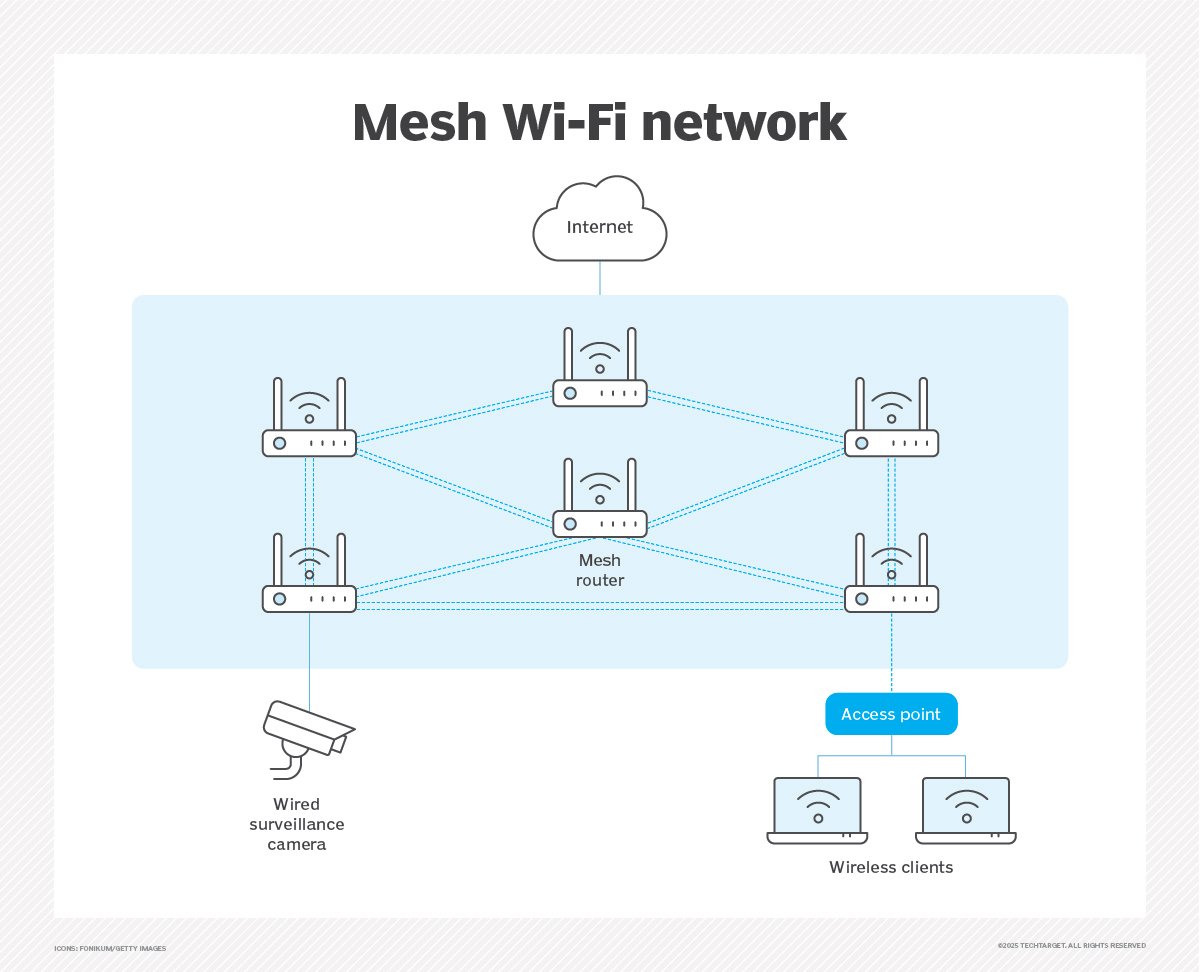 Mesh Wi-Fi network
Internet
Mesh
router
Access point
Wired
surveillance
camera
Wireless clients
ICONS: FONIKUM/GETTY IMAGES
©2025 TECHTARGET. ALL RIGHTS RESERVED